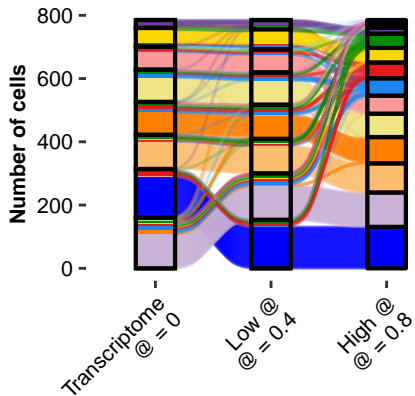 800
600
400
200
0
Number of cells
Transcriptome
@ = 0
Low @
@ = 0.4
High @
@ = 0.8